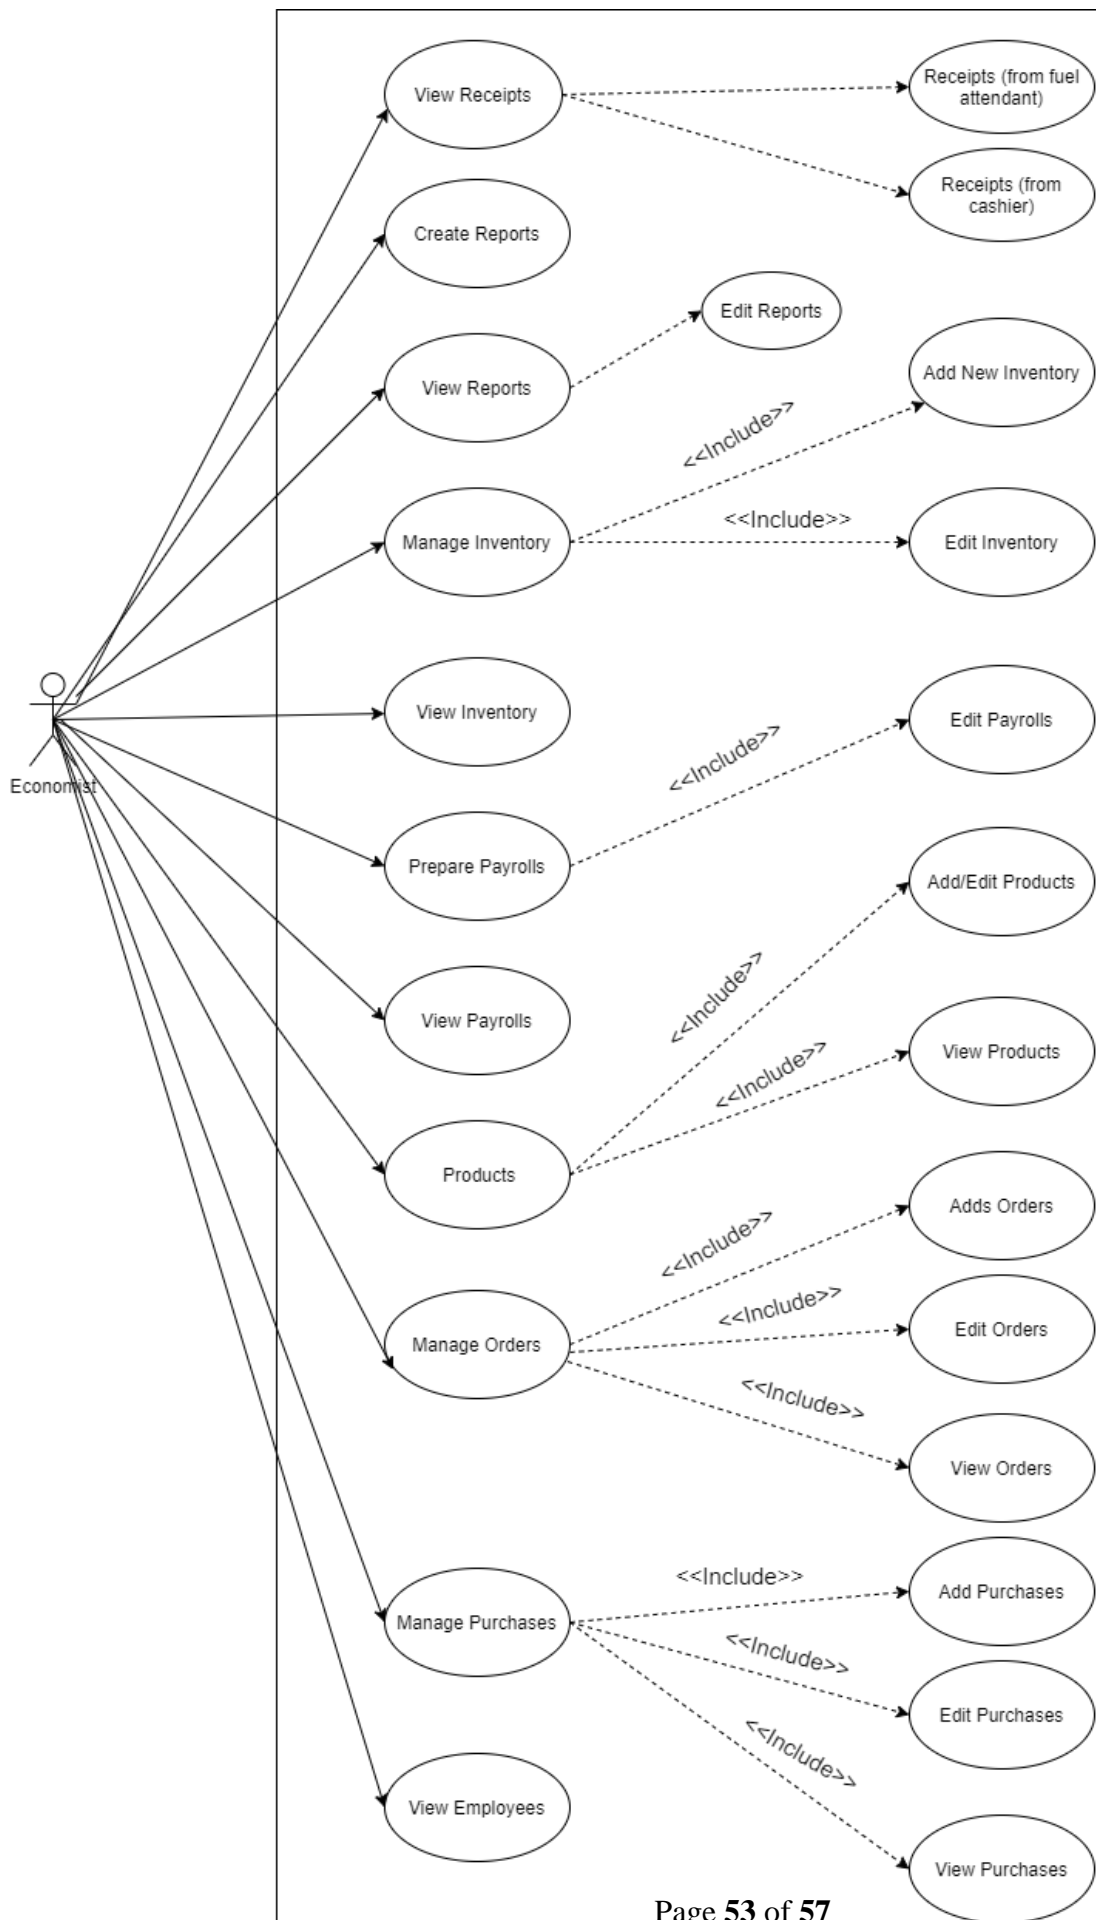 View Receipts
Receipts (from fuel
attendant)
Receipts (from
cashier)
Create Reports
Edit Reports
View Reports
Add New Inventory
<<Include>>
Manage Inventory
<<Include>>
Edit Inventory
Economist
View Inventory
Edit Payrolls
<<Include>>
Prepare Payrolls
Add/Edit Products
<<Include>>
View Payrolls
View Products
<<Include>>
Products
Adds Orders
<<Include>>
Manage Orders
<<Include>>
Edit Orders
<<Include>>
View Orders
<<Include>>
Add Purchases
Manage Purchases
<<Include>>
Edit Purchases
<<Include>>
View Employees
View Purchases
Page 53 of 57